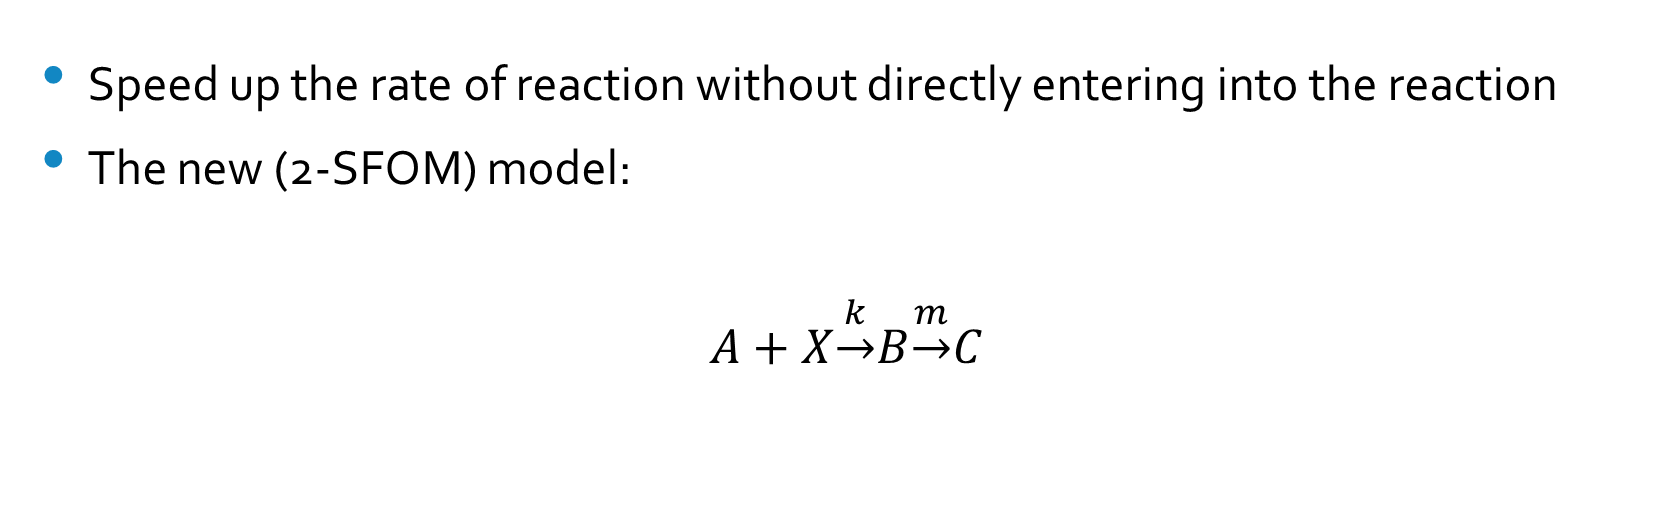 • Speed up the rate of reaction without directly entering into the reaction
• The new (2-SFOM) model:
k m
A + X→B→C